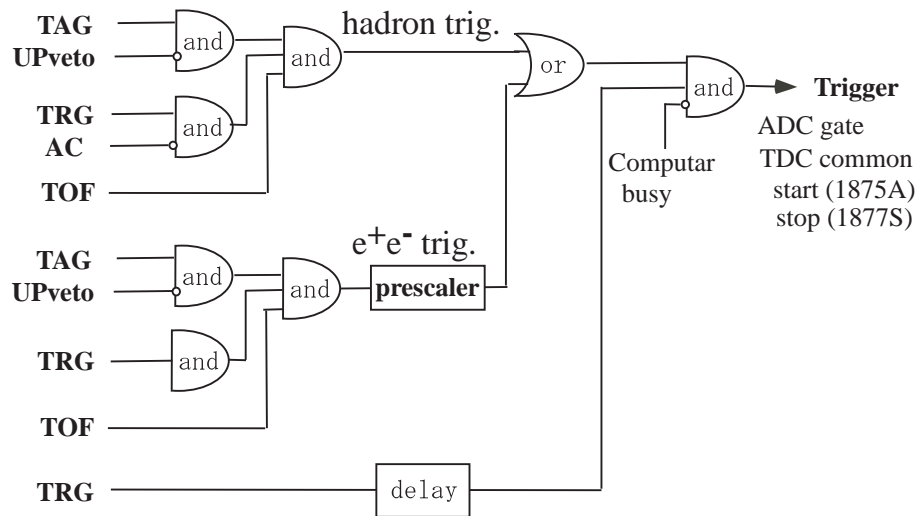 TAG
UPveto
and
and
hadron trig.
or
and
Trigger
TRG
AC
and
TOF
Computar
busy
ADC gate
TDC common
start (1875A)
stop (1877S)
e+e- trig.
TAG
UPveto
and
and
prescaler
TRG
and
TOF
TRG
delay